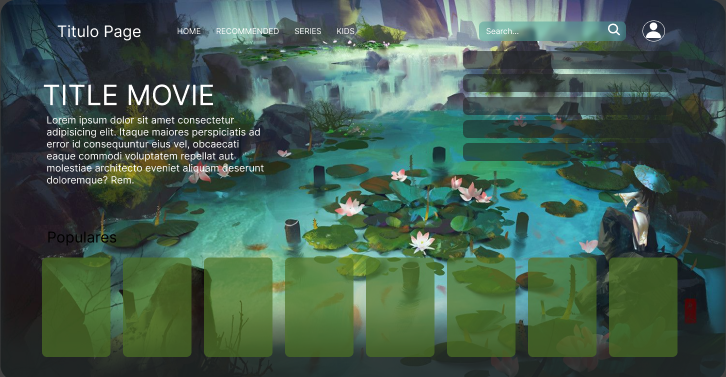 Titulo Page
HOME
RECOMMENDED
SERIES
KIDS
Search...
TITLE MOVIE
Lorem ipsum dolor sit amet consectetur
adipisicing elit. Itaque maiores perspiciatis ad
error id consequuntur eius vel, obcaecati
eaque commodi voluptatem repellat aut
molestiae architecto eveniet aliquam deserunt
doloremque? Rem.
Populares